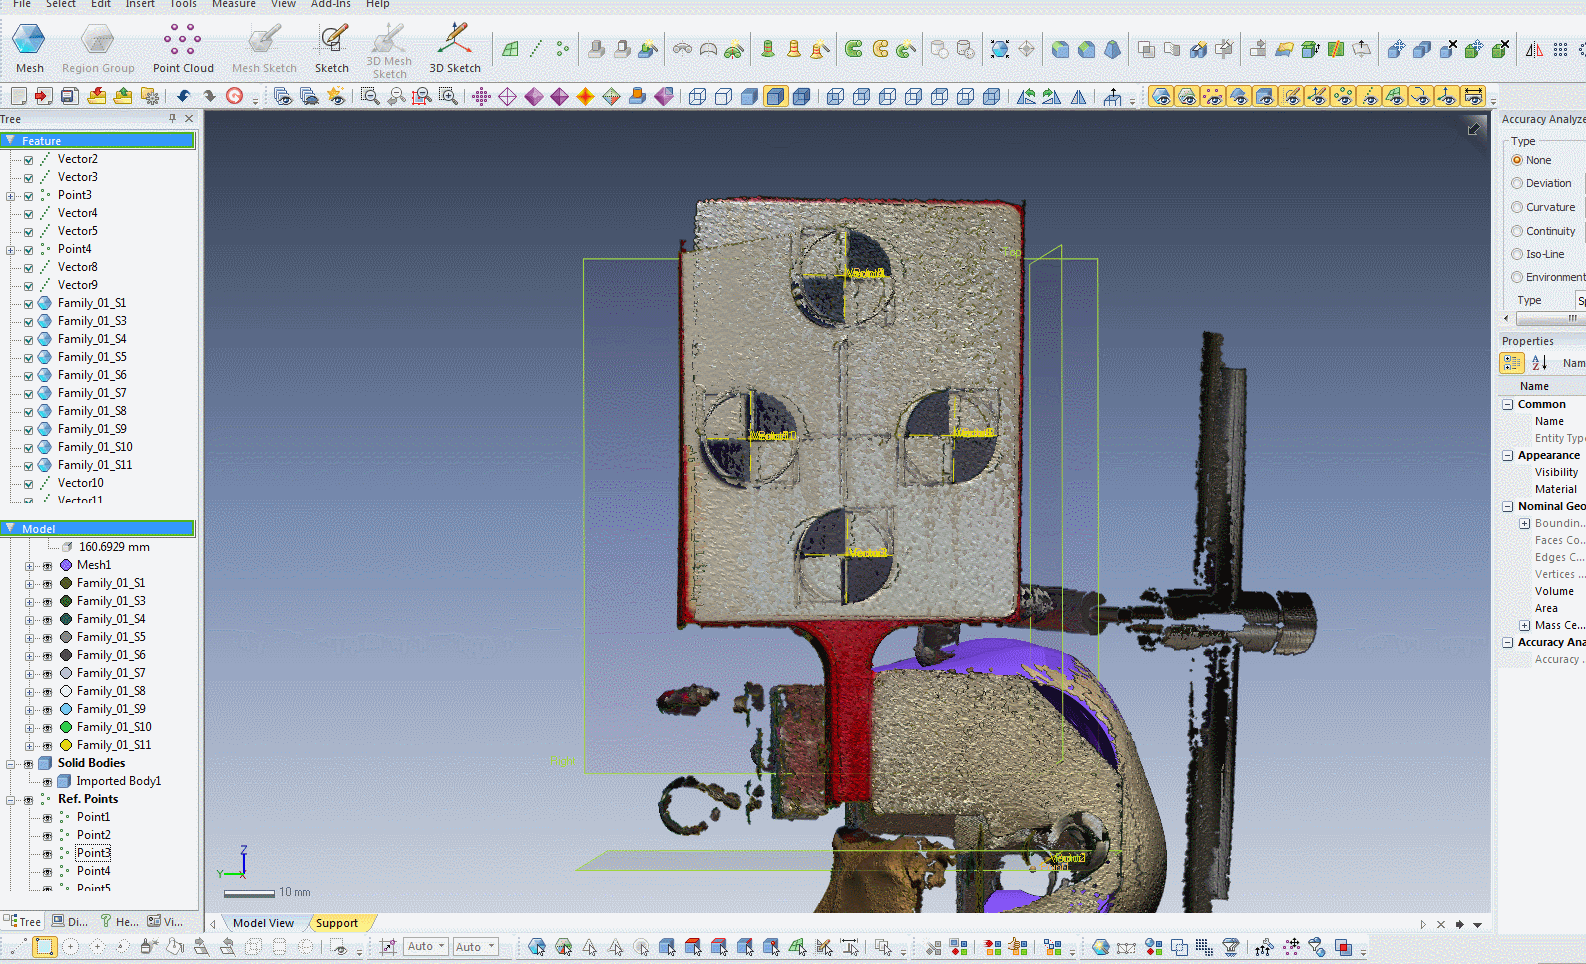 File Select Edit Insert Tools Measure View Add-Ins Help
Mesh
Region Group
Point Cloud
Mesh Sketch
Sketch
3D Mesh
Sketch
3D Sketch
Tree
Feature
Vector2
Vector3
Point3
Vector4
Vector5
Point4
Vector8
Vector9
Family_01_S1
Family_01_S3
Family_01_S4
Family_01_S5
Family_01_S6
Family_01_S7
Family_01_S8
Family_01_S9
Family_01_S10
Family_01_S11
Vector10
Vector11
Model
160.6929 mm
Mesh1
Family_01_S1
Family_01_S3
Family_01_S4
Family_01_S5
Family_01_S6
Family_01_S7
Family_01_S8
Family_01_S9
Family_01_S10
Family_01_S11
Solid Bodies
Imported Body1
Ref. Points
Point1
Point2
Point3
Point4
Point5
Tree Di... He... Vi...
Z
Y X
10 mm
Model View Support
Auto Auto
Accuracy Analyze
Type
None
Deviation
Curvature
Continuity
Iso-Line
Environment
Type Sp
Properties
Nam
Name
Common
Name
Entity Type
Appearance
Visibility
Material
Nominal Geo
Boundin...
Faces Co...
Edges C...
Vertices ...
Volume
Area
Mass Ce...
Accuracy Ana
Accuracy ...